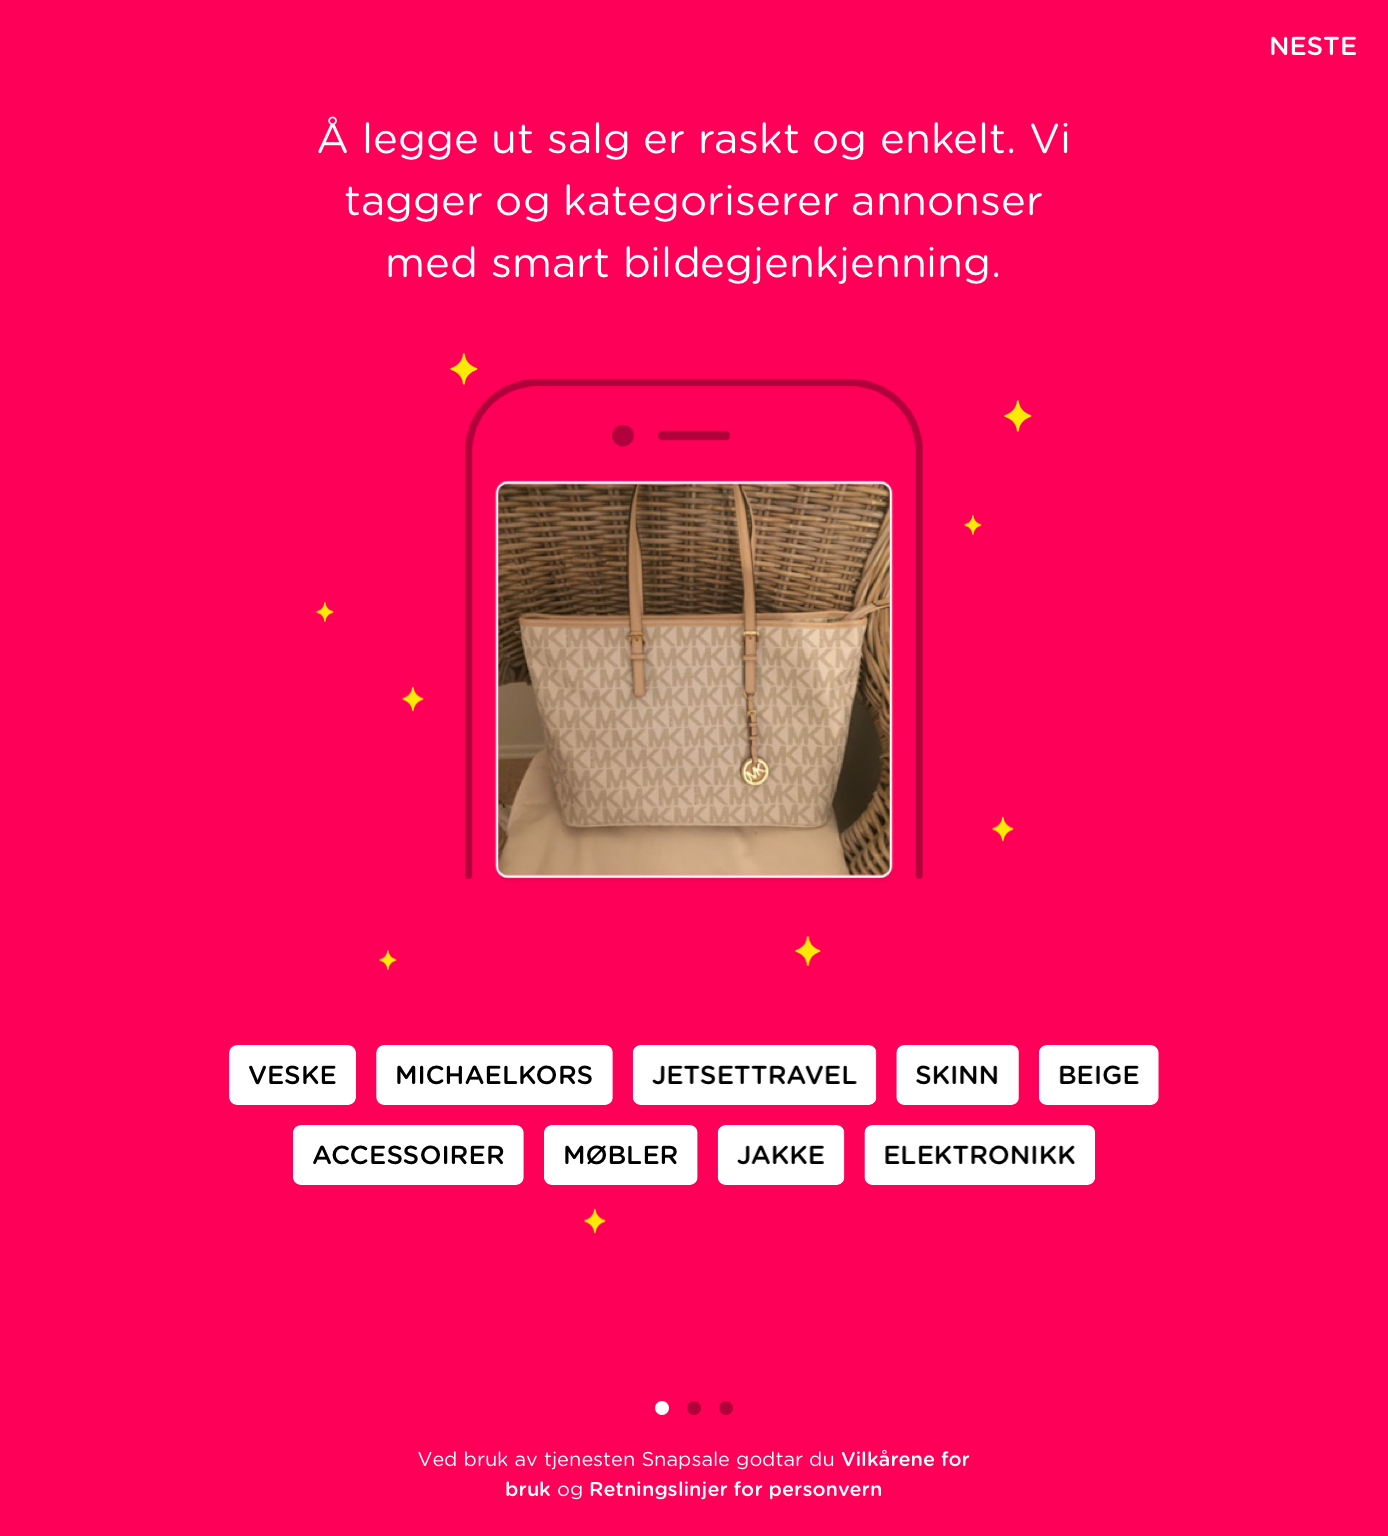 NESTE
Å legge ut salg er raskt og enkelt. Vi
tagger og kategoriserer annonser
med smart bildegjenkjenning.
MK
VESKE MICHAELKORS JETSETTRAVEL SKINN BEIGE
ACCESSOIRER MØBLER JAKKE ELEKTRONIKK
Ved bruk av tjenesten Snapsale godtar du Vilkårene for
bruk og Retningslinjer for personvern